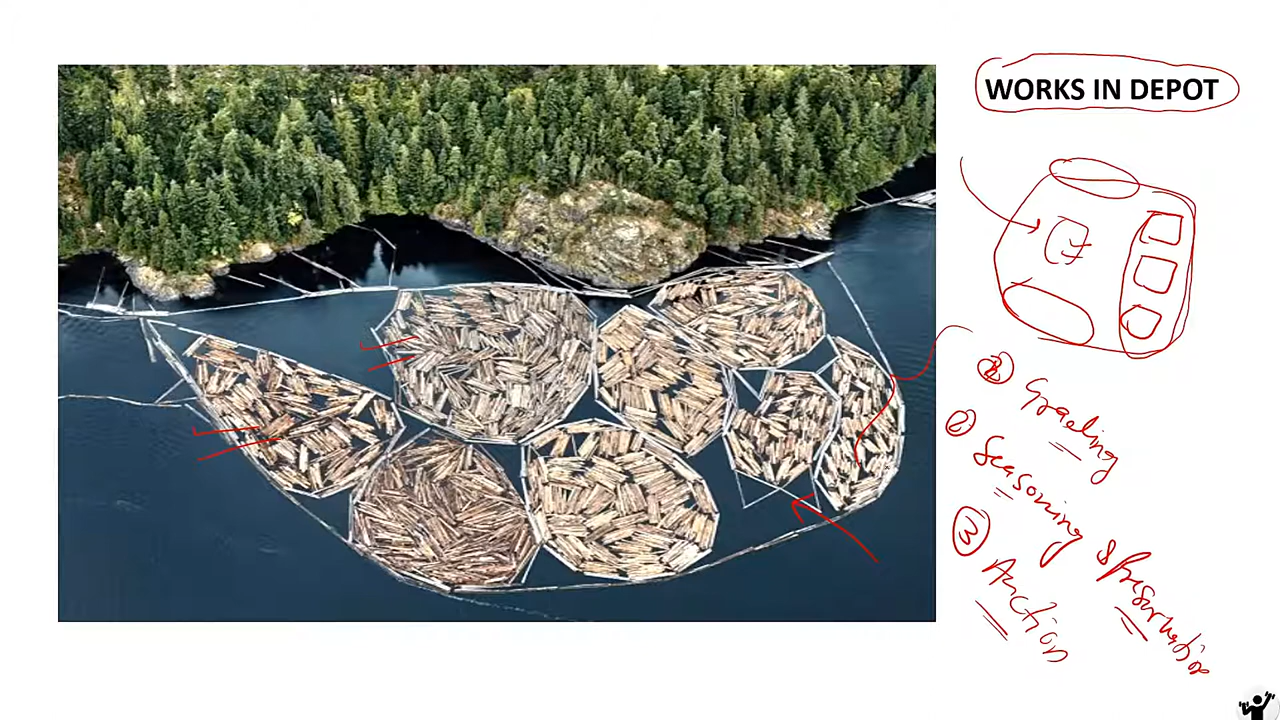 WORKS IN DEPOT
① Grading
② Seasoning & Preservation
③ Auction